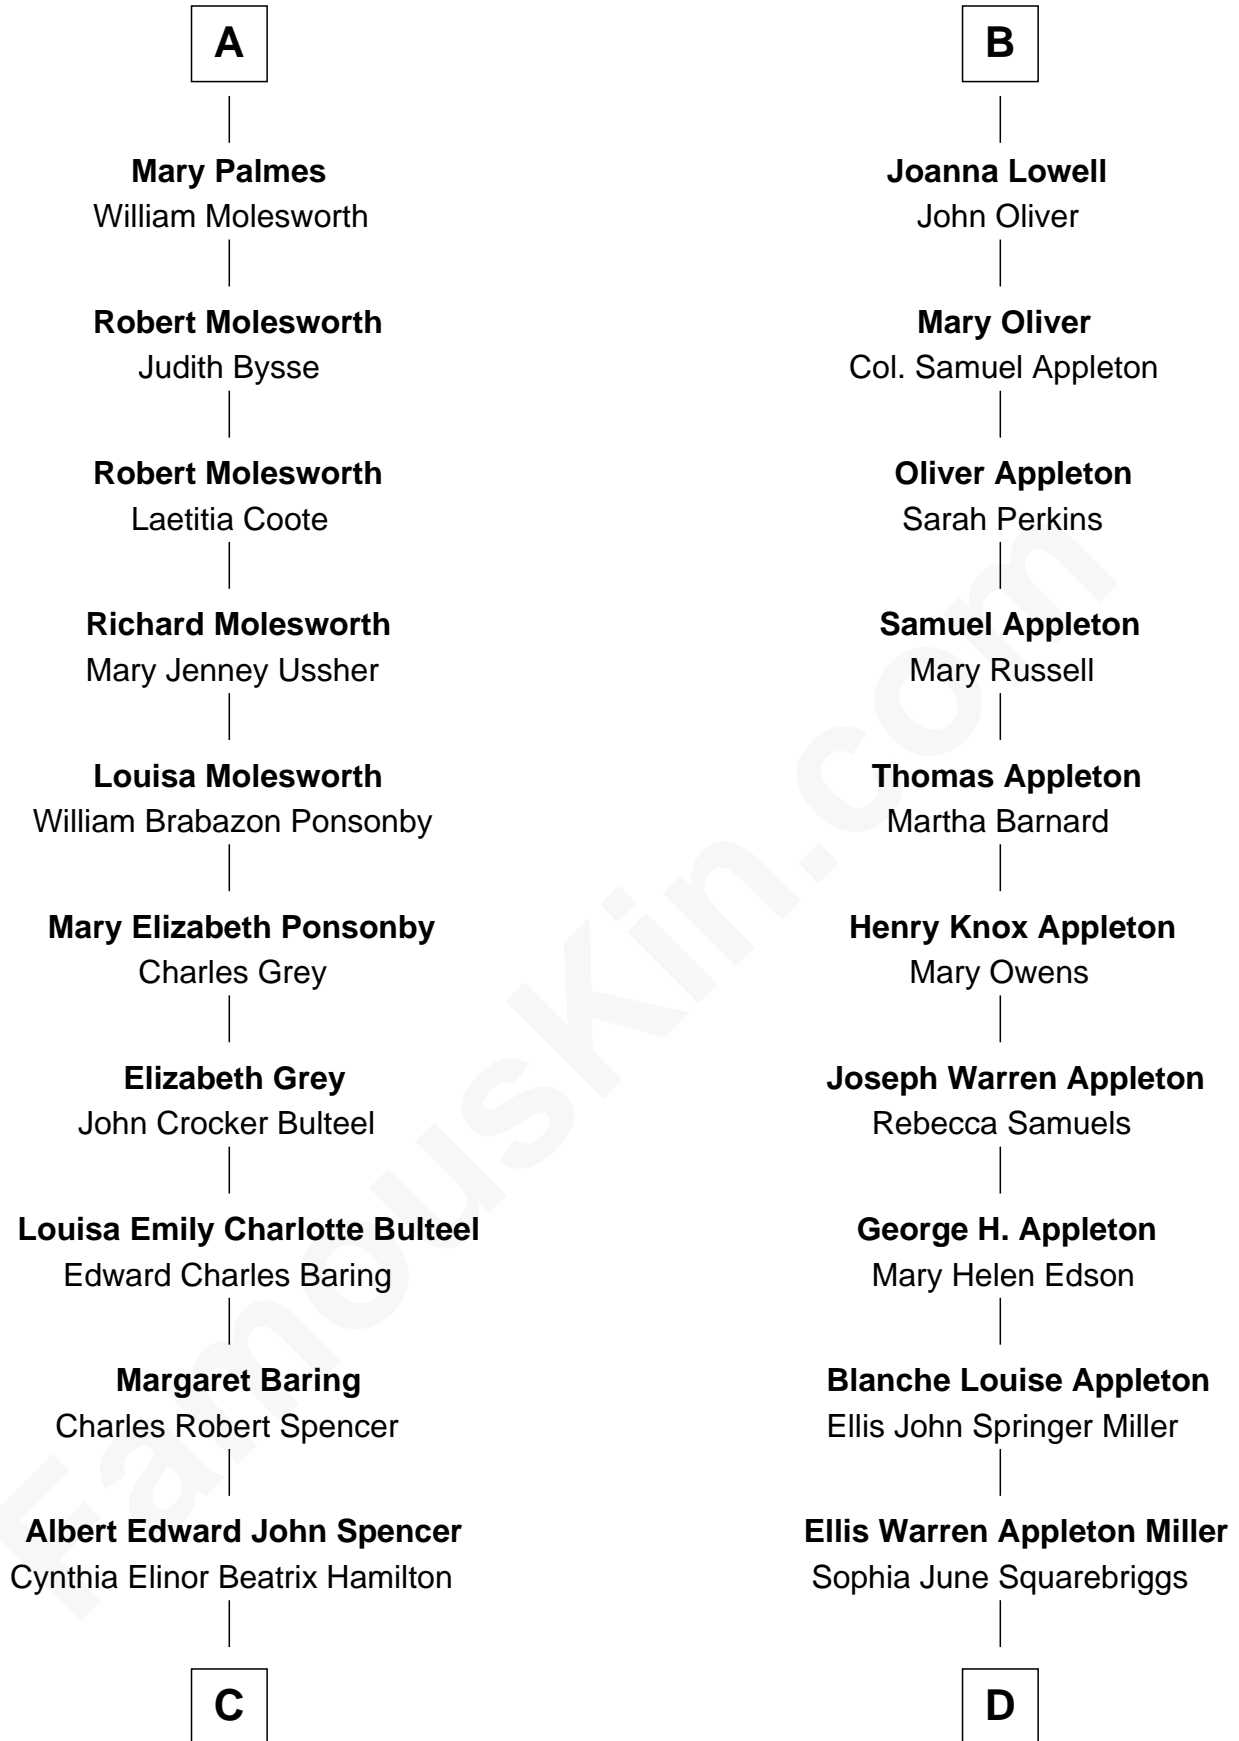 A
Mary Palmes
William Molesworth
Robert Molesworth
Judith Bysse
Robert Molesworth
Laetitia Coote
Richard Molesworth
Mary Jenney Ussher
Louisa Molesworth
William Brabazon Ponsonby
Mary Elizabeth Ponsonby
Charles Grey
Elizabeth Grey
John Crocker Bulteel
Louisa Emily Charlotte Bulteel
Edward Charles Baring
Margaret Baring
Charles Robert Spencer
Albert Edward John Spencer
Cynthia Elinor Beatrix Hamilton
C
B
Joanna Lowell
John Oliver
Mary Oliver
Col. Samuel Appleton
Oliver Appleton
Sarah Perkins
Samuel Appleton
Mary Russell
Thomas Appleton
Martha Barnard
Henry Knox Appleton
Mary Owens
Joseph Warren Appleton
Rebecca Samuels
George H. Appleton
Mary Helen Edson
Blanche Louise Appleton
Ellis John Springer Miller
Ellis Warren Appleton Miller
Sophia June Squarebriggs
D
FamousKin.com